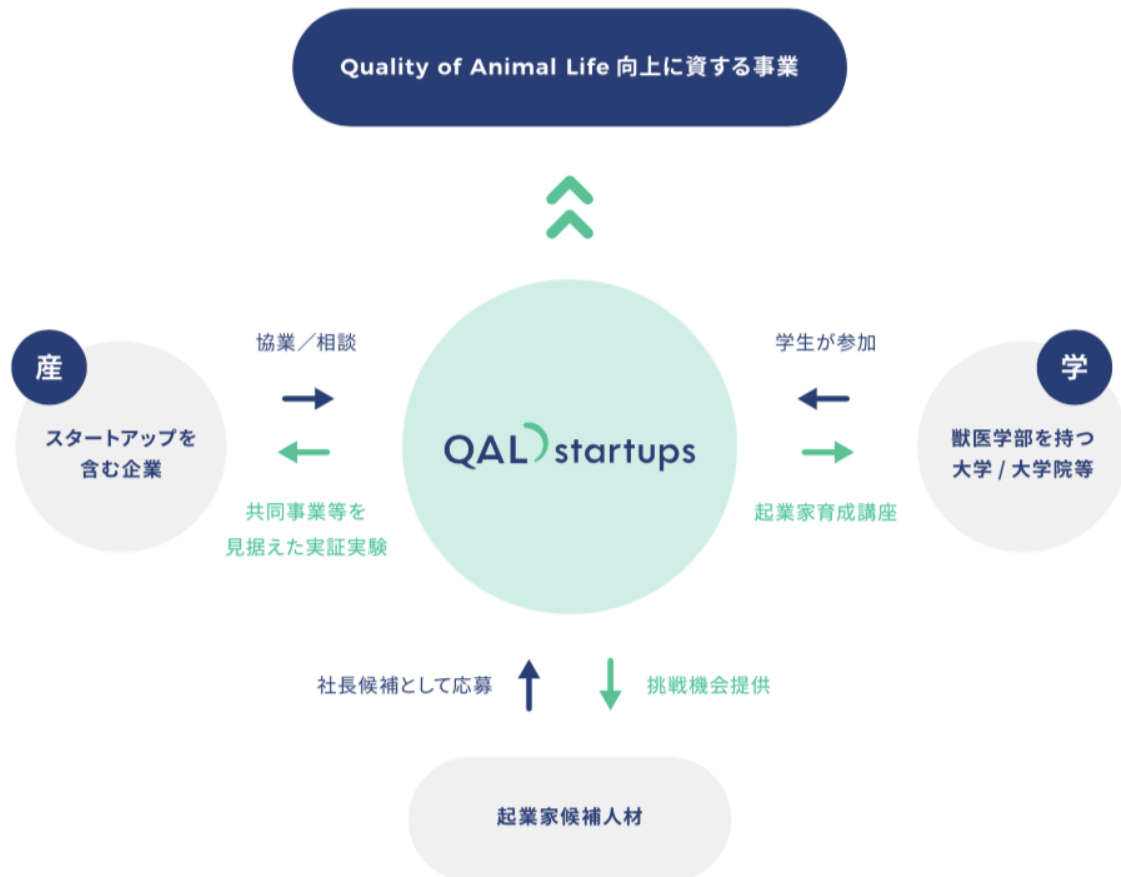 Quality of Animal Life 向上に資する事業
産
スタートアップを
含む企業
協業／相談
共同事業等を
見据えた実証実験
QAL startups
学生が参加
起業家育成講座
学
獣医学部を持つ
大学 / 大学院等
社長候補として応募
挑戦機会提供
起業家候補人材